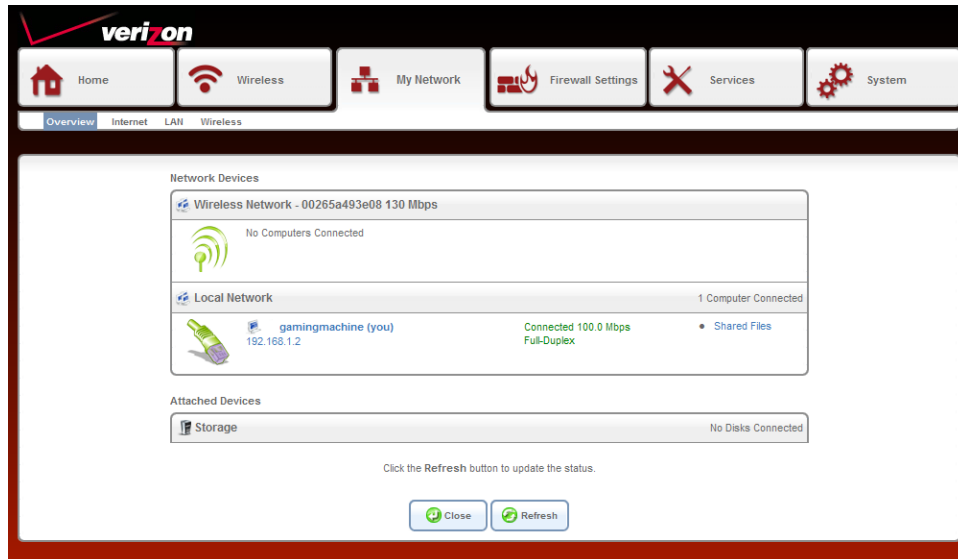 verizon
Home Wireless My Network Firewall Settings Services System
Overview Internet LAN Wireless
Network Devices
Wireless Network - 00265a493e08 130 Mbps
No Computers Connected
Local Network 1 Computer Connected
gamingmachine (you) Connected 100.0 Mbps • Shared Files
192.168.1.2 Full-Duplex
Attached Devices
Storage No Disks Connected
Click the Refresh button to update the status.
Close Refresh